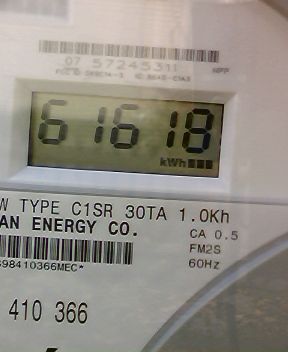 07 57245311
61618
kWh
W TYPE C1SR 30TA 1.0Kh
AN ENERGY CO.
CA 0.5
FM2S
60Hz
98410366MEC*
410 366